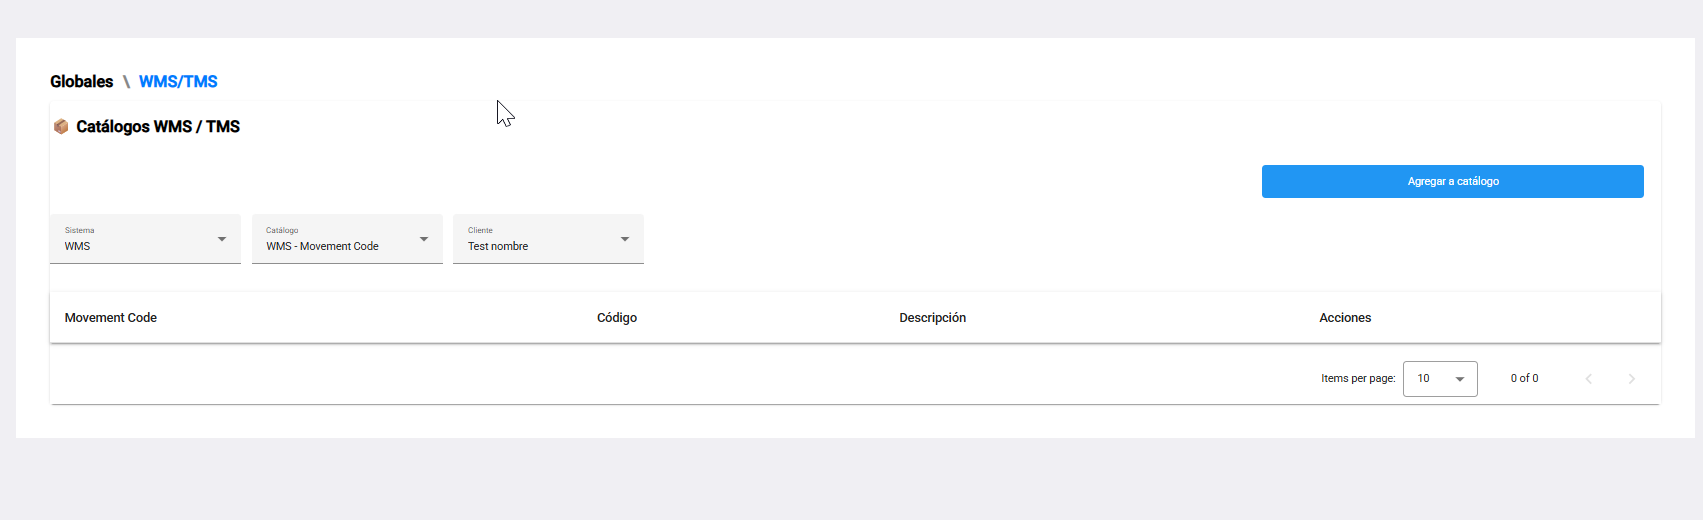 Globales \ WMS/TMS
Catálogos WMS / TMS
Agregar a catálogo
Sistema Catálogo Cliente
WMS WMS - Movement Code Test nombre
Movement Code Código Descripción Acciones
Items per page: 10 0 of 0